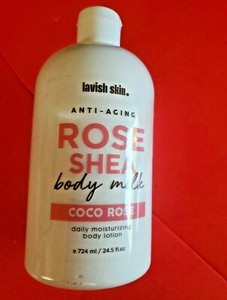 lavish skin.
ANTI-AGING
ROSE
SHEA
body milk
COCO ROSE
daily moisturizing
body lotion
e 724 ml / 24.5 fl.oz